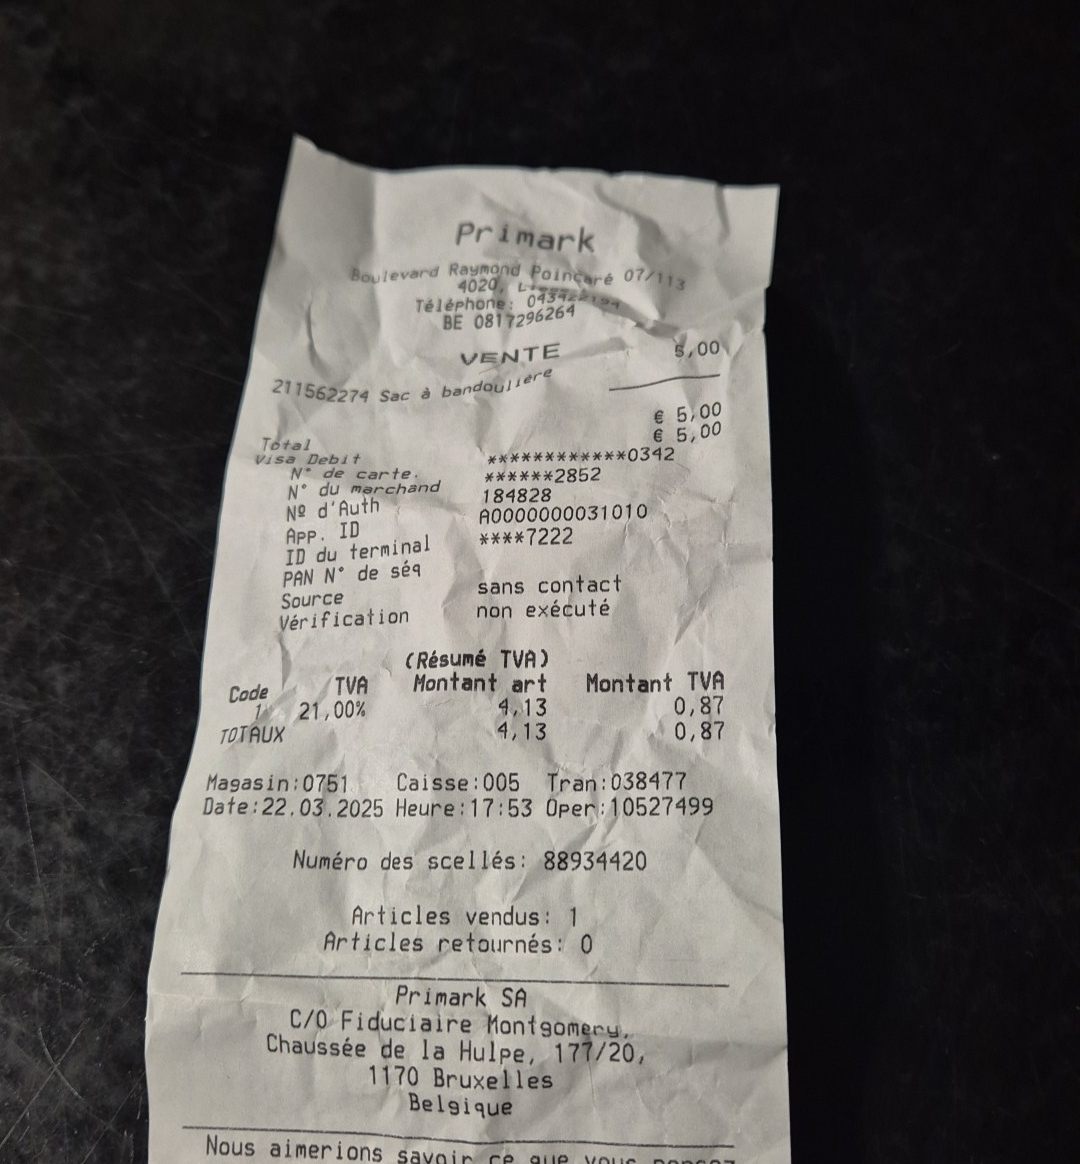 Primark
Boulevard Raymond Poincaré 07/113
4020,
Téléphone:
BE 0817296264
VENTE
211562274 Sac à bandoulière 5,00
Total € 5,00
Visa Debit € 5,00
N° de carte. ************0342
N° du marchand ******2852
Nº d'Auth 184828
App. ID A0000000031010
ID du terminal ****7222
PAN N° de séq
Source sans contact
Vérification non exécuté
(Résumé TVA)
Code TVA Montant art Montant TVA
1 21,00% 4,13 0,87
TOTAUX 4,13 0,87
Magasin:0751 Caisse:005 Tran:038477
Date:22.03.2025 Heure:17:53 Oper:10527499
Numéro des scellés: 88934420
Articles vendus: 1
Articles retournés: 0
Primark SA
C/O Fiduciaire Montgomery,
Chaussée de la Hulpe, 177/20,
1170 Bruxelles
Belgique
Nous aimerions savoir ce que vous pensez